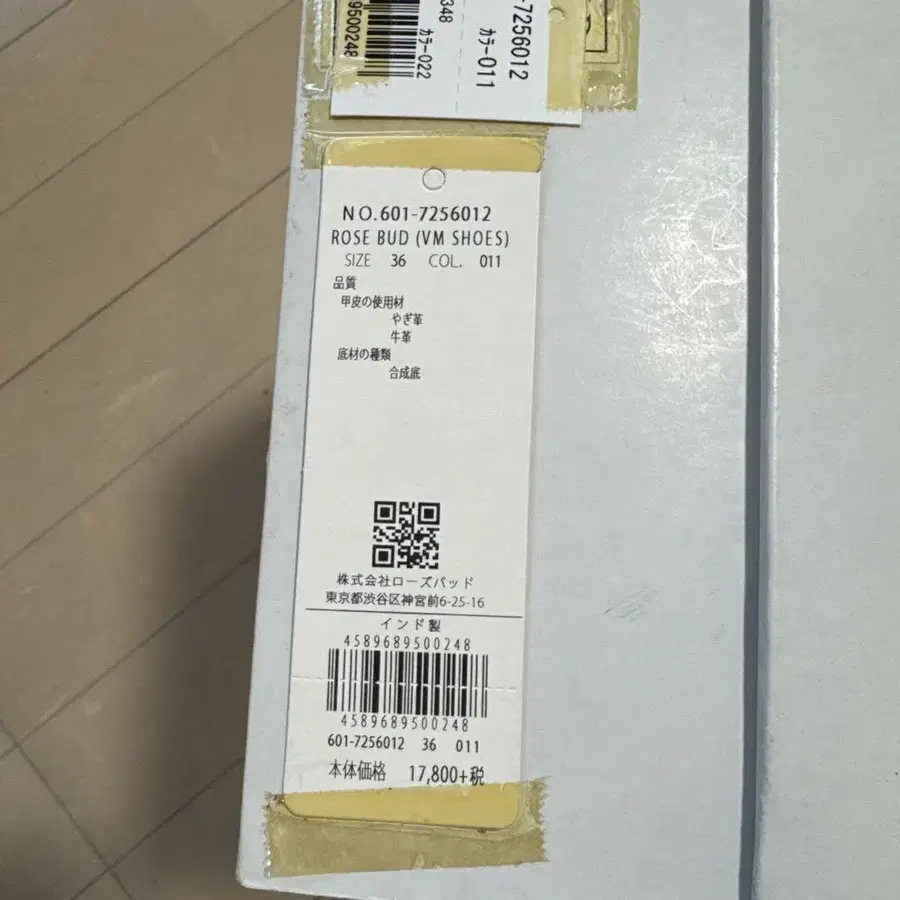 9500248
348
カラー022
-7256012
カラー011
NO.601-7256012
ROSE BUD (VM SHOES)
SIZE 36 COL. 011
品質
甲皮の使用材
やぎ革
牛革
底材の種類
合成底
株式会社ローズバッド
東京都渋谷区神宮前6-25-16
インド製
4589689500248
4589689500248
601-7256012 36 011
本体価格 17,800+税